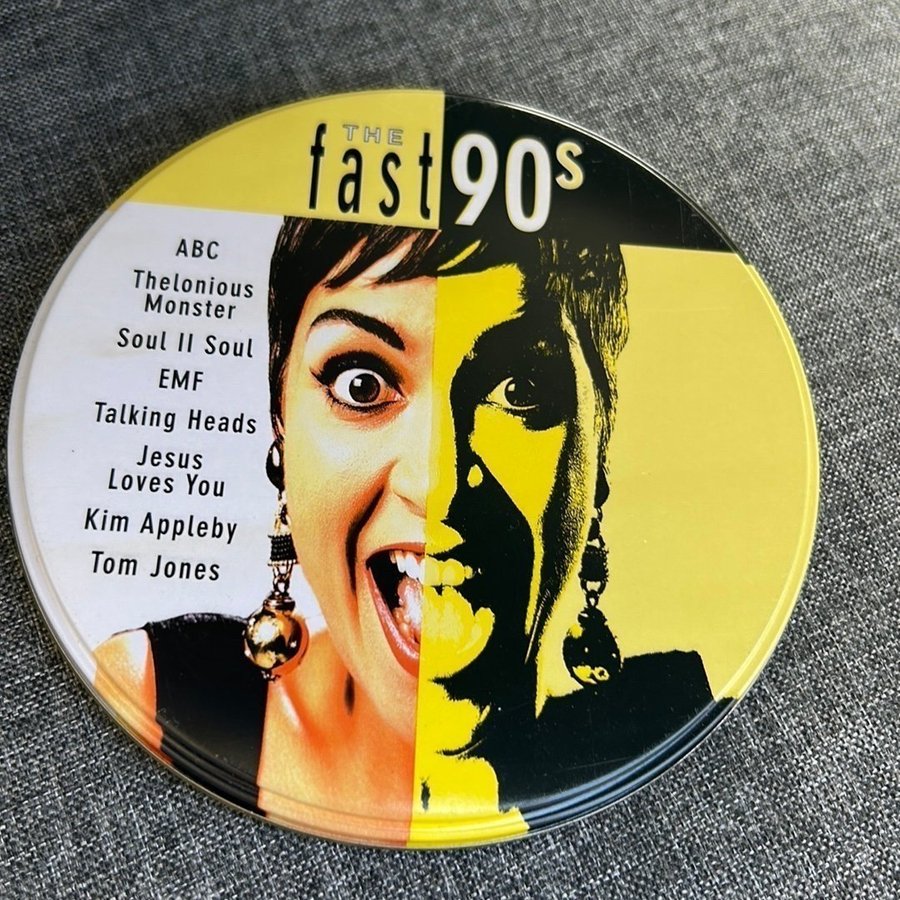 THE
fast 90s
ABC
Thelonious
Monster
Soul II Soul
EMF
Talking Heads
Jesus
Loves You
Kim Appleby
Tom Jones